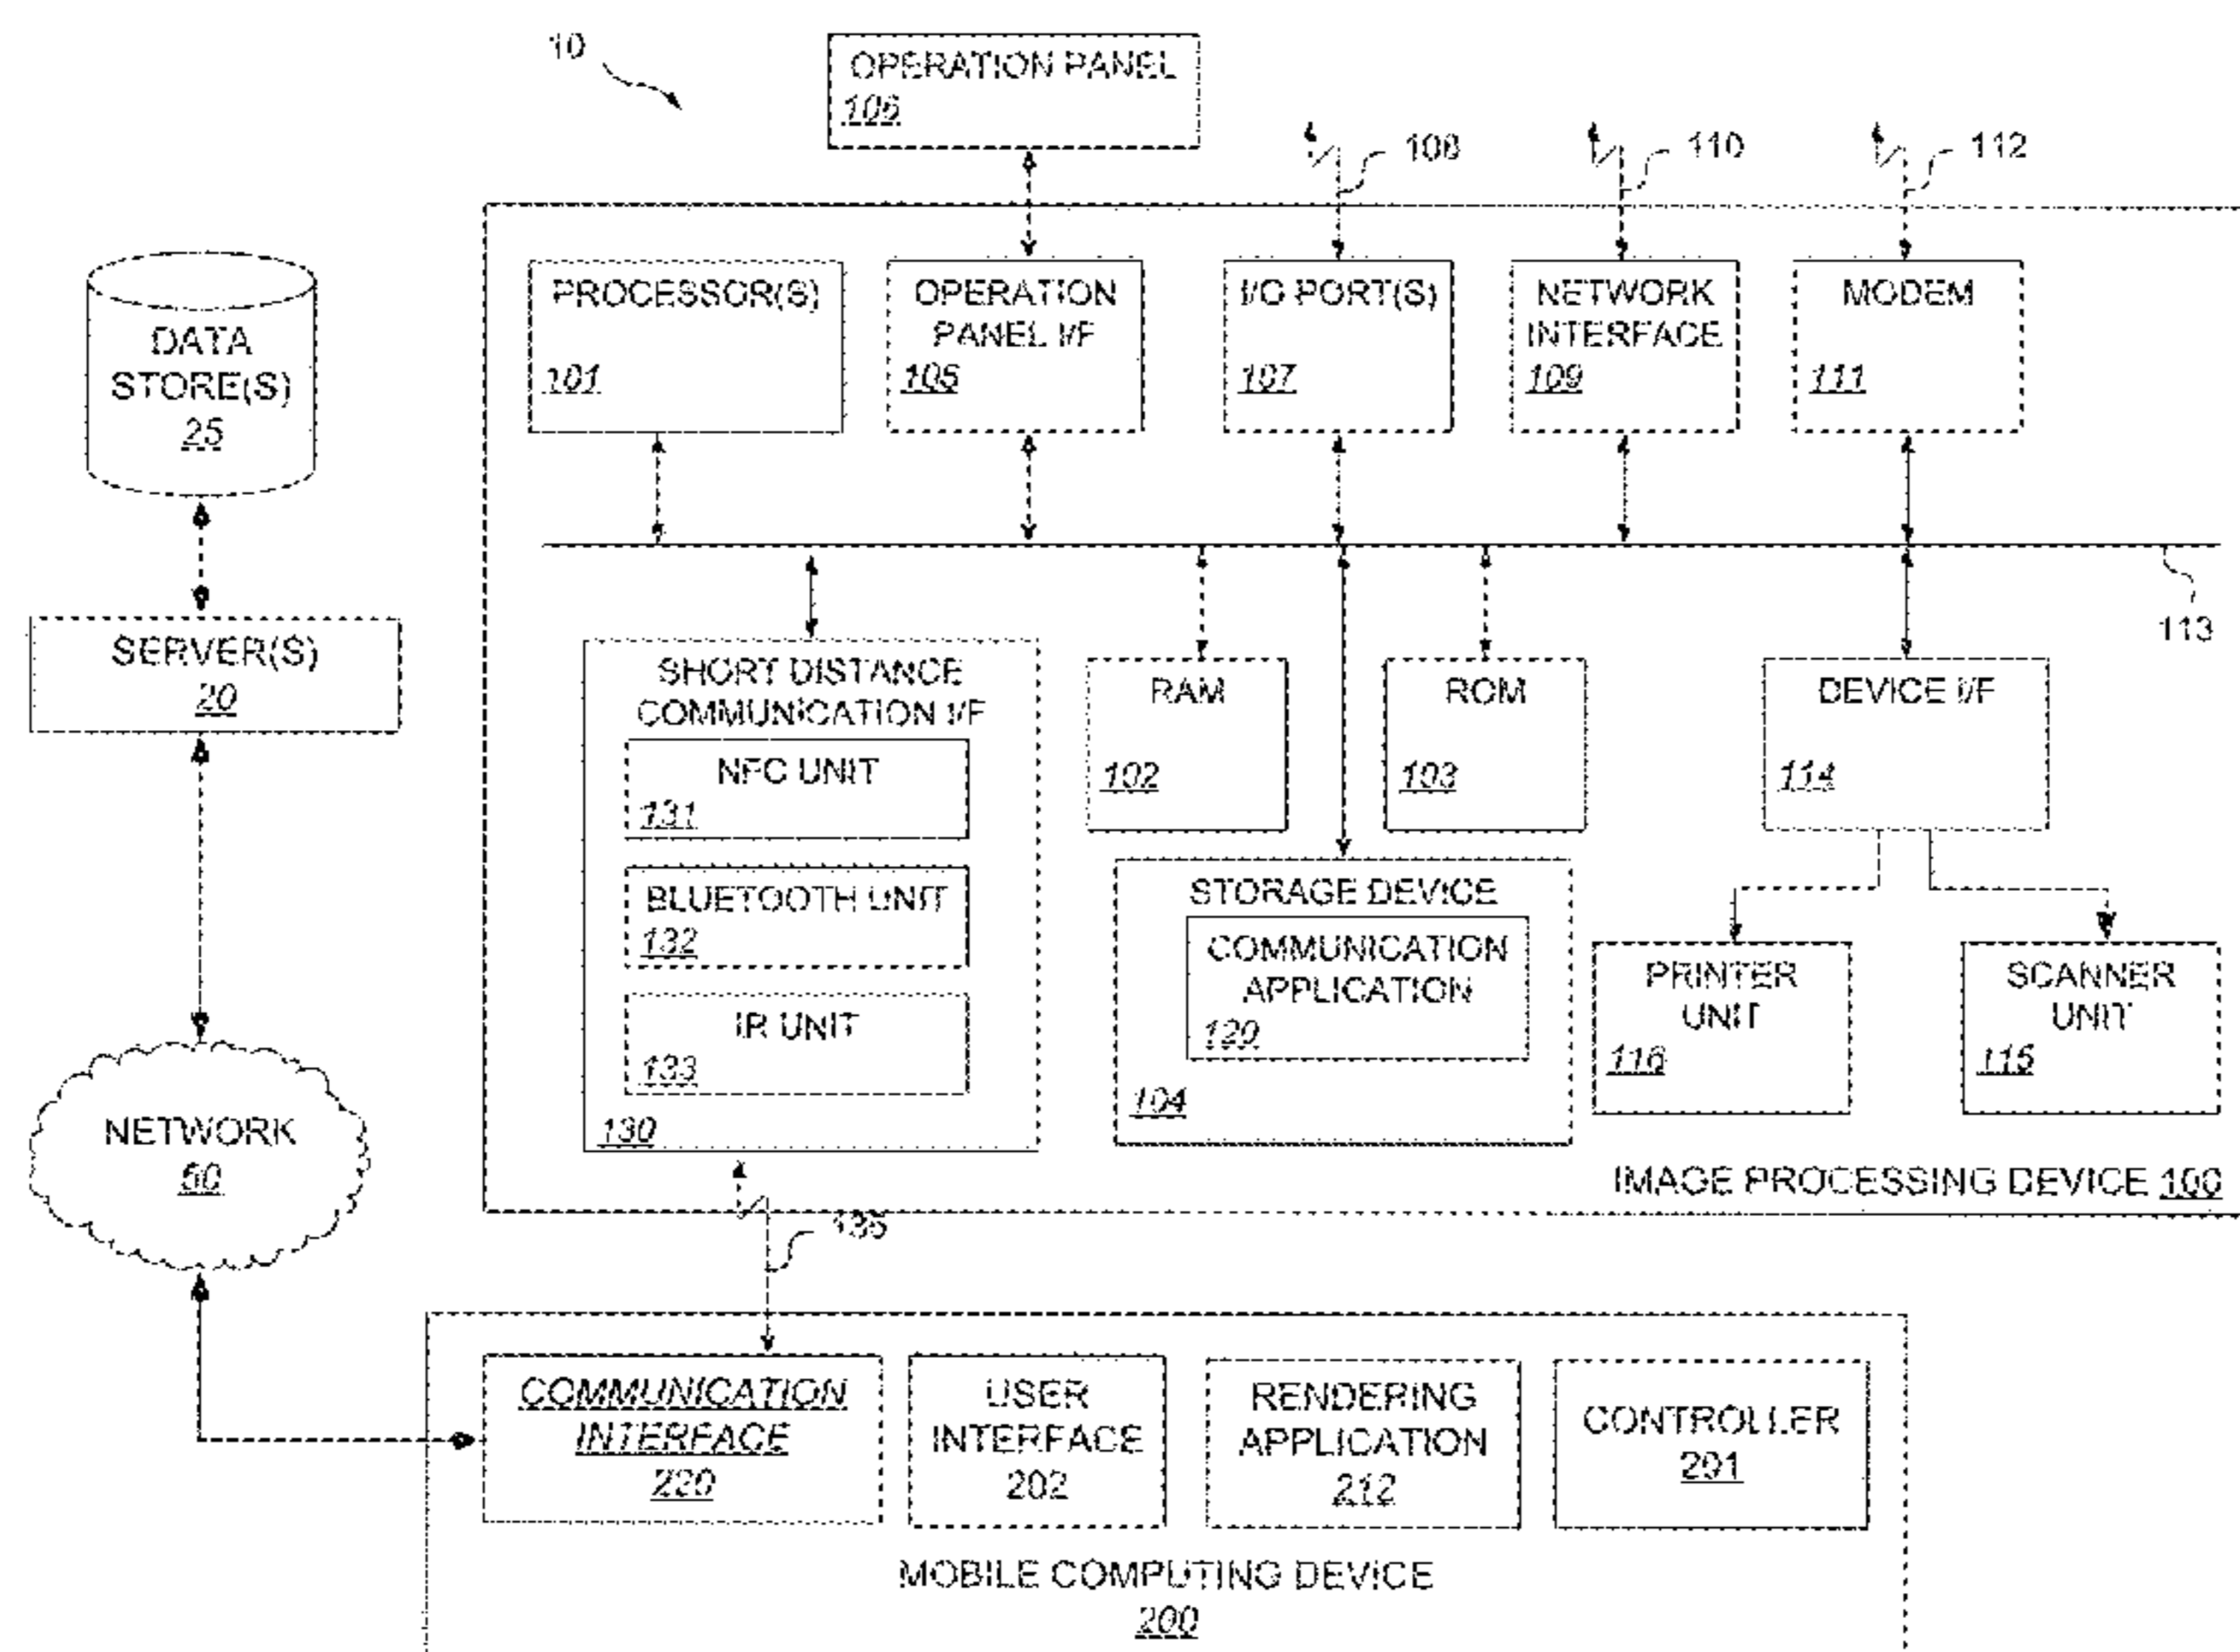 10
OPERATION PANEL
106
108
110
112
PROCESSOR(S)
101
OPERATION
PANEL I/F
105
I/O PORT(S)
107
NETWORK
INTERFACE
109
MODEM
111
DATA
STORE(S)
25
113
SERVER(S)
20
SHORT DISTANCE
COMMUNICATION I/F
NFC UNIT
131
BLUETOOTH UNIT
132
IR UNIT
133
130
RAM
102
ROM
103
DEVICE I/F
114
STORAGE DEVICE
COMMUNICATION
APPLICATION
120
104
PRINTER
UNIT
116
SCANNER
UNIT
115
NETWORK
50
IMAGE PROCESSING DEVICE 100
135
COMMUNICATION
INTERFACE
220
USER
INTERFACE
202
RENDERING
APPLICATION
212
CONTROLLER
201
MOBILE COMPUTING DEVICE
200